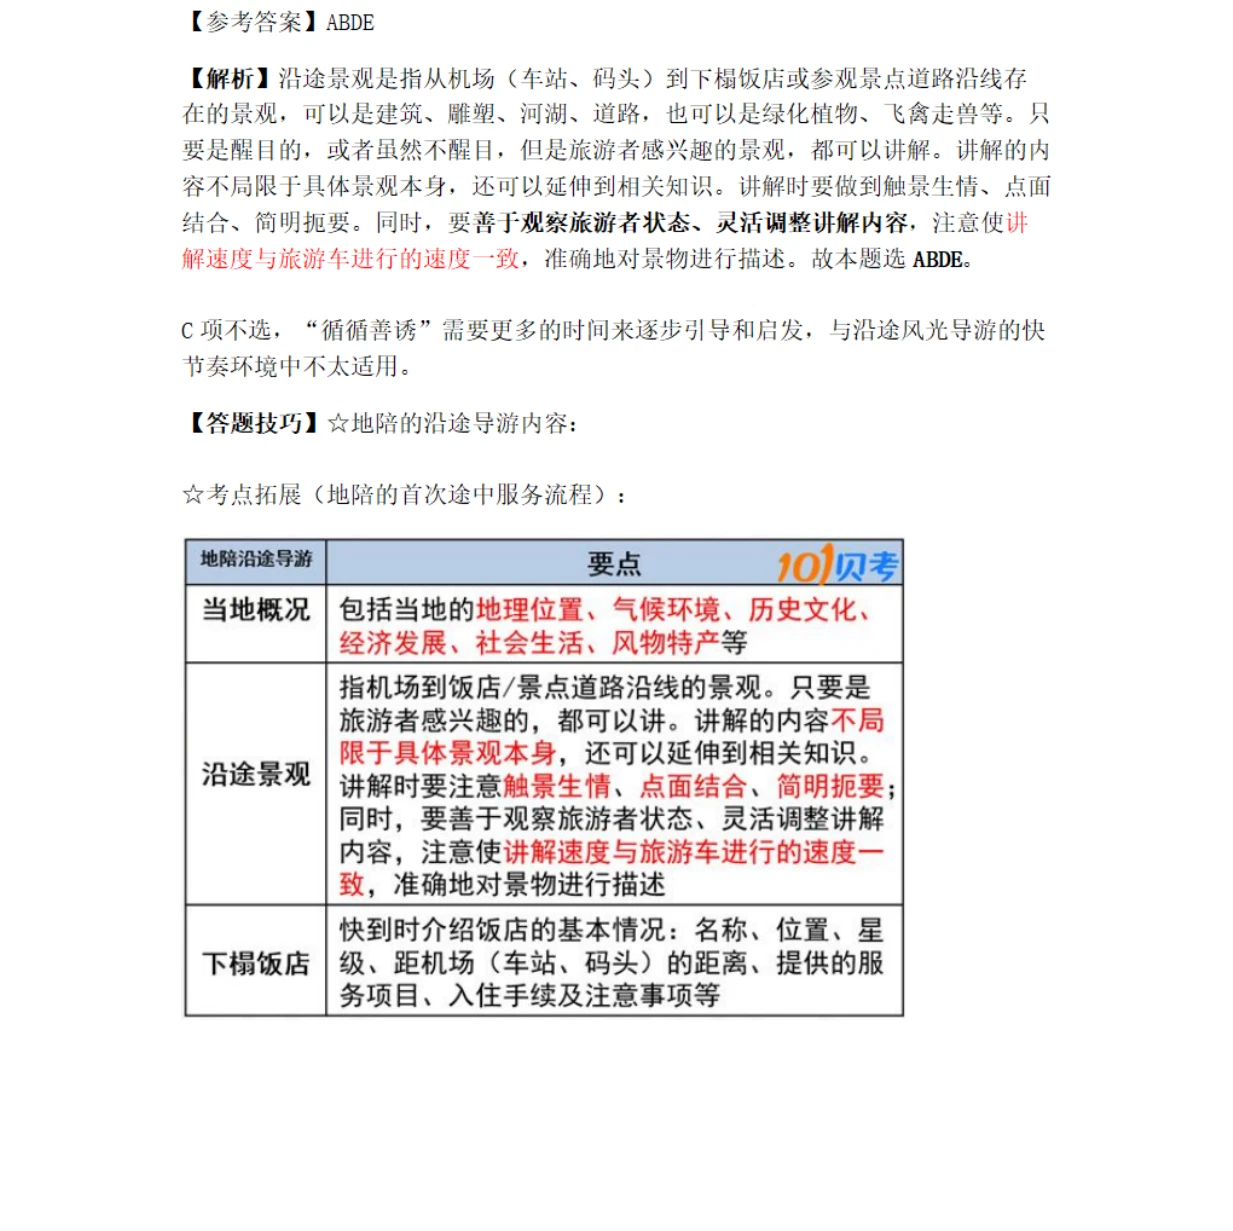 【参考答案】ABDE
【解析】沿途景观是指从机场（车站、码头）到下榻饭店或参观景点道路沿线存
在的景观，可以是建筑、雕塑、河湖、道路，也可以是绿化植物、飞禽走兽等。只
要是醒目的，或者虽然不醒目，但是旅游者感兴趣的景观，都可以讲解。讲解的内
容不局限于具体景观本身，还可以延伸到相关知识。讲解时要做到触景生情、点面
结合、简明扼要。同时，要善于观察旅游者状态、灵活调整讲解内容，注意使讲
解速度与旅游车进行的速度一致，准确地对景物进行描述。故本题选 ABDE。
C 项不选，“循循善诱”需要更多的时间来逐步引导和启发，与沿途风光导游的快
节奏环境中不太适用。
【答题技巧】☆地陪的沿途导游内容：
☆考点拓展（地陪的首次途中服务流程）：
地陪沿途导游
要点
101贝考
当地概况
包括当地的地理位置、气候环境、历史文化、
经济发展、社会生活、风物特产等
沿途景观
指机场到饭店/景点道路沿线的景观。只要是
旅游者感兴趣的，都可以讲。讲解的内容不局
限于具体景观本身，还可以延伸到相关知识。
讲解时要注意触景生情、点面结合、简明扼要；
同时，要善于观察旅游者状态、灵活调整讲解
内容，注意使讲解速度与旅游车进行的速度一
致，准确地对景物进行描述
下榻饭店
快到时介绍饭店的基本情况：名称、位置、星
级、距机场（车站、码头）的距离、提供的服
务项目、入住手续及注意事项等